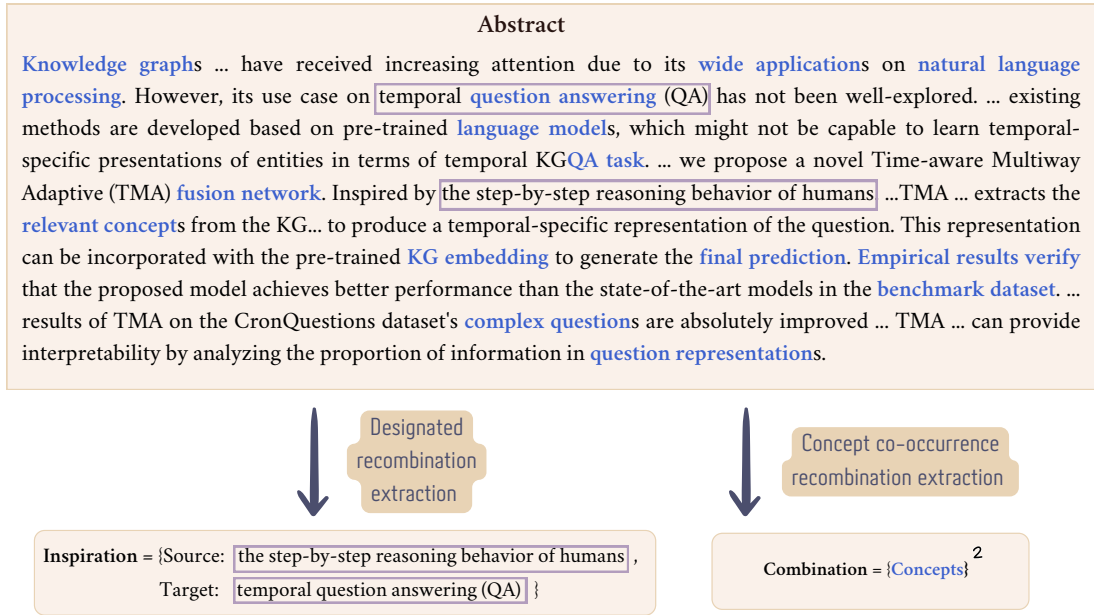 Abstract
Knowledge graphs ... have received increasing attention due to its wide applications on natural language
processing. However, its use case on temporal question answering (QA) has not been well-explored. ... existing
methods are developed based on pre-trained language models, which might not be capable to learn temporal-
specific presentations of entities in terms of temporal KGQA task. ... we propose a novel Time-aware Multiway
Adaptive (TMA) fusion network. Inspired by the step-by-step reasoning behavior of humans ...TMA ... extracts the
relevant concepts from the KG... to produce a temporal-specific representation of the question. This representation
can be incorporated with the pre-trained KG embedding to generate the final prediction. Empirical results verify
that the proposed model achieves better performance than the state-of-the-art models in the benchmark dataset. ...
results of TMA on the CronQuestions dataset's complex questions are absolutely improved ... TMA ... can provide
interpretability by analyzing the proportion of information in question representations.
Designated
recombination
extraction
Concept co-occurrence
recombination extraction
Inspiration = {Source: the step-by-step reasoning behavior of humans ,
Target: temporal question answering (QA) }
Combination = {Concepts}²